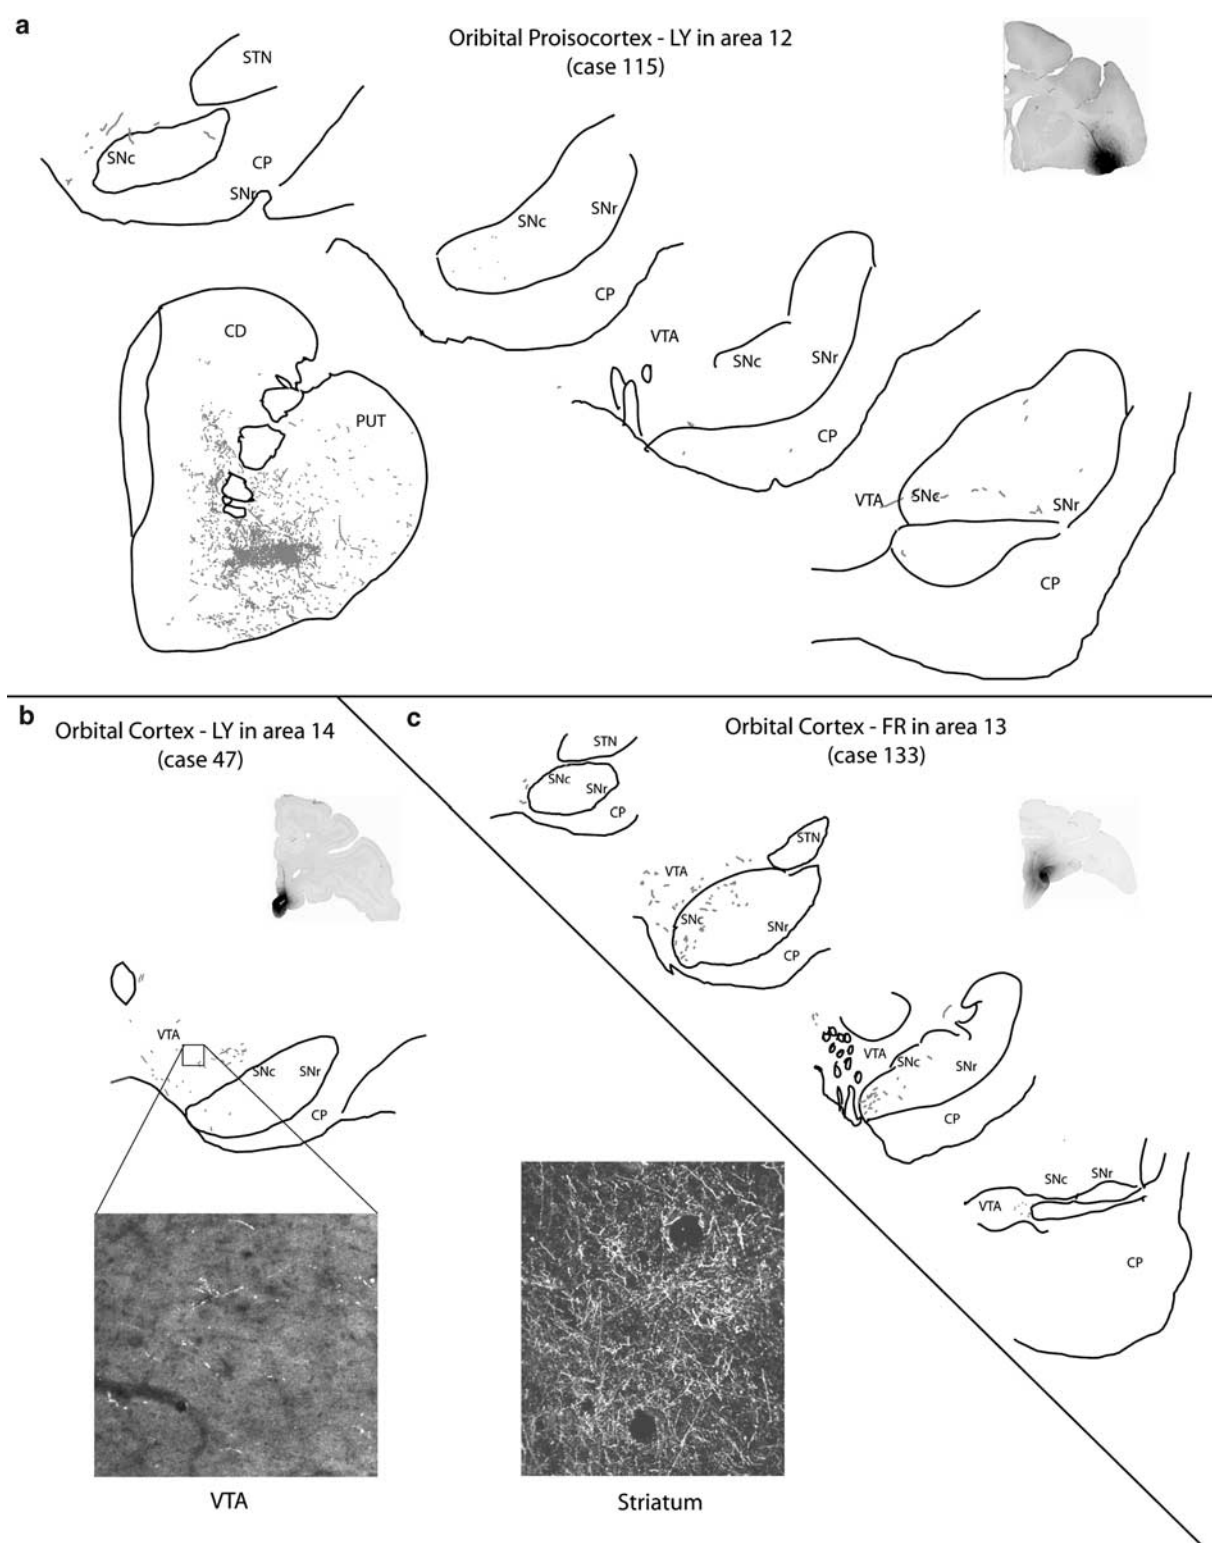 a
Oribital Proisocortex - LY in area 12
(case 115)
STN
SNc
CP
SNr
SNc
SNr
CP
CD
PUT
VTA
SNc
SNr
CP
VTA
SNc
SNr
CP
b
Orbital Cortex - LY in area 14
(case 47)
VTA
SNc
SNr
CP
VTA
c
Orbital Cortex - FR in area 13
(case 133)
STN
SNc
SNr
CP
STN
VTA
SNc
SNr
CP
VTA
SNc
SNr
CP
SNc
SNr
VTA
CP
Striatum